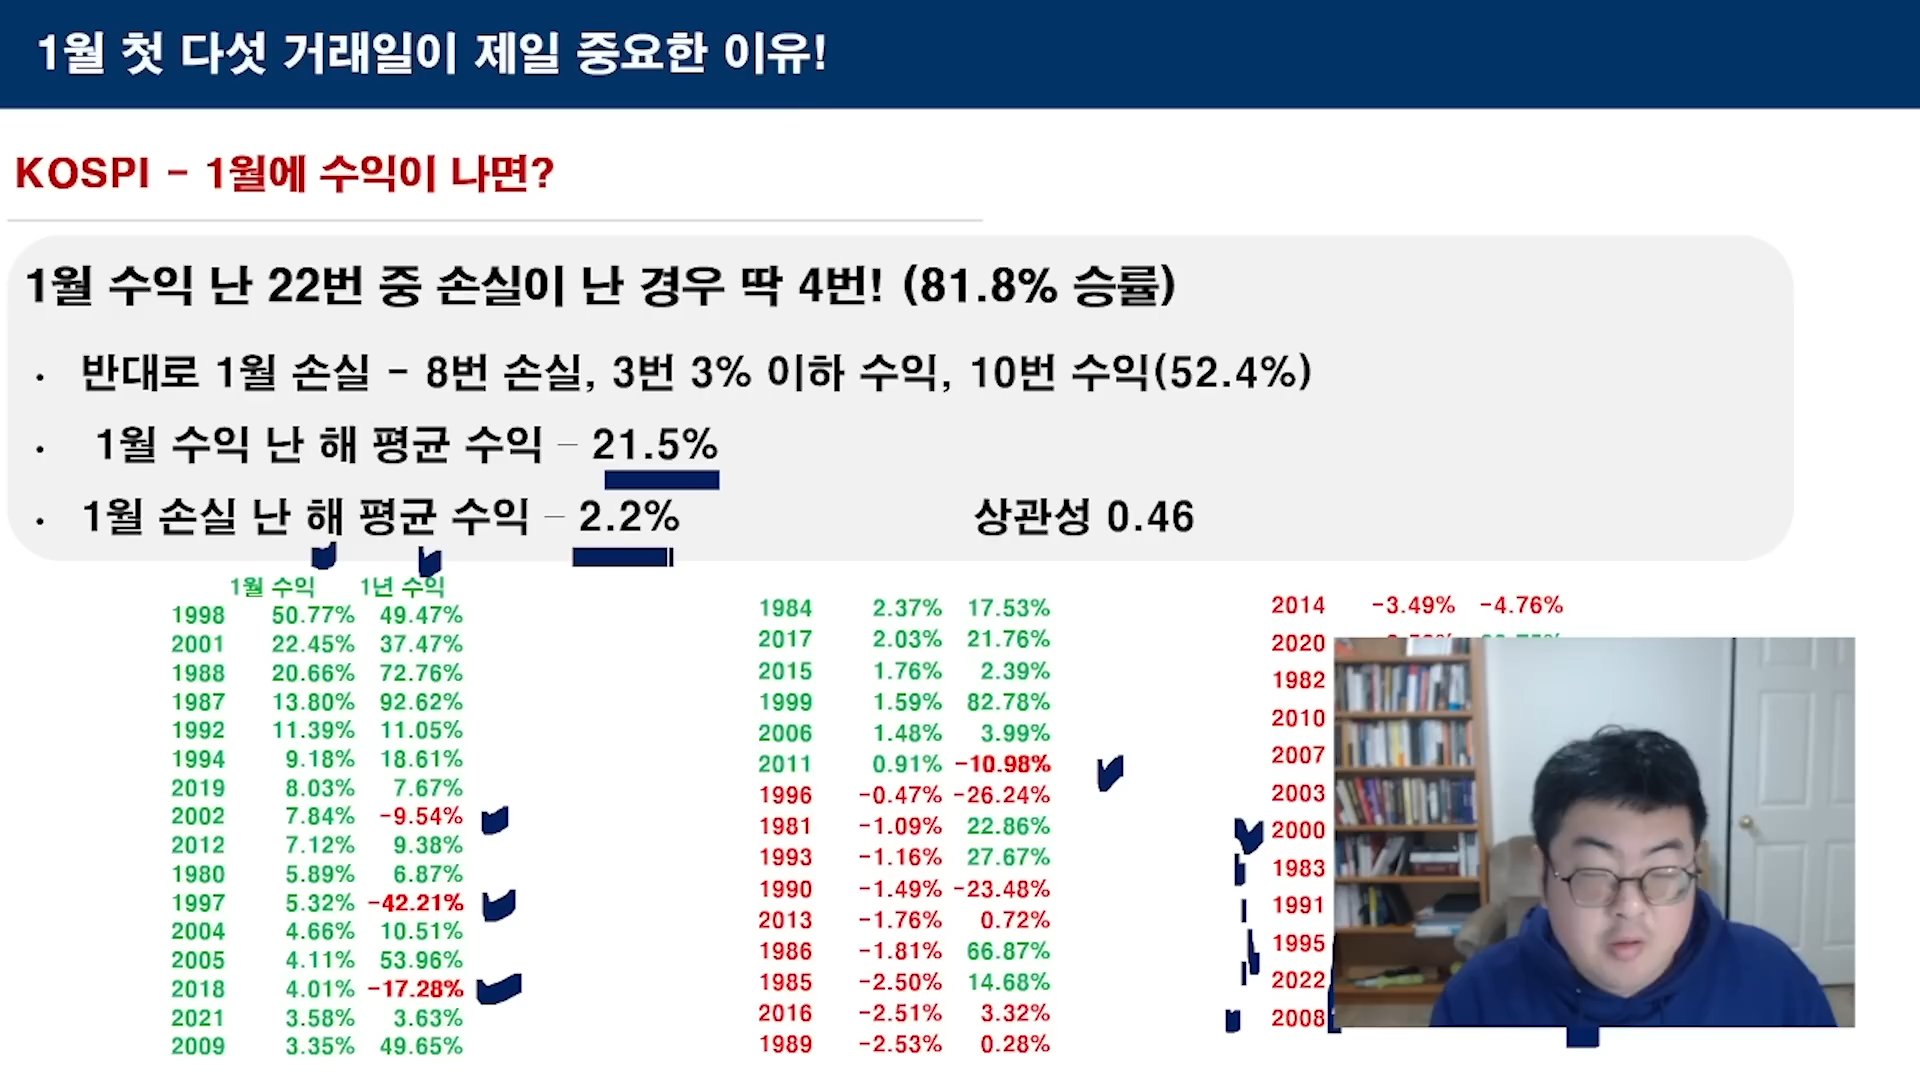 1월 첫 다섯 거래일이 제일 중요한 이유!
KOSPI - 1월에 수익이 나면?
1월 수익 난 22번 중 손실이 난 경우 딱 4번! (81.8% 승률)
· 반대로 1월 손실 - 8번 손실, 3번 3% 이하 수익, 10번 수익(52.4%)
· 1월 수익 난 해 평균 수익 – 21.5%
· 1월 손실 난 해 평균 수익 – 2.2% 상관성 0.46
1월 수익 1년 수익
1998 50.77% 49.47%
2001 22.45% 37.47%
1988 20.66% 72.76%
1987 13.80% 92.62%
1992 11.39% 11.05%
1994 9.18% 18.61%
2019 8.03% 7.67%
2002 7.84% -9.54%
2012 7.12% 9.38%
1980 5.89% 6.87%
1997 5.32% -42.21%
2004 4.66% 10.51%
2005 4.11% 53.96%
2018 4.01% -17.28%
2021 3.58% 3.63%
2009 3.35% 49.65%
1984 2.37% 17.53%
2017 2.03% 21.76%
2015 1.76% 2.39%
1999 1.59% 82.78%
2006 1.48% 3.99%
2011 0.91% -10.98%
1996 -0.47% -26.24%
1981 -1.09% 22.86%
1993 -1.16% 27.67%
1990 -1.49% -23.48%
2013 -1.76% 0.72%
1986 -1.81% 66.87%
1985 -2.50% 14.68%
2016 -2.51% 3.32%
1989 -2.53% 0.28%
2014 -3.49% -4.76%
2020
1982
2010
2007
2003
2000
1983
1991
1995
2022
2008